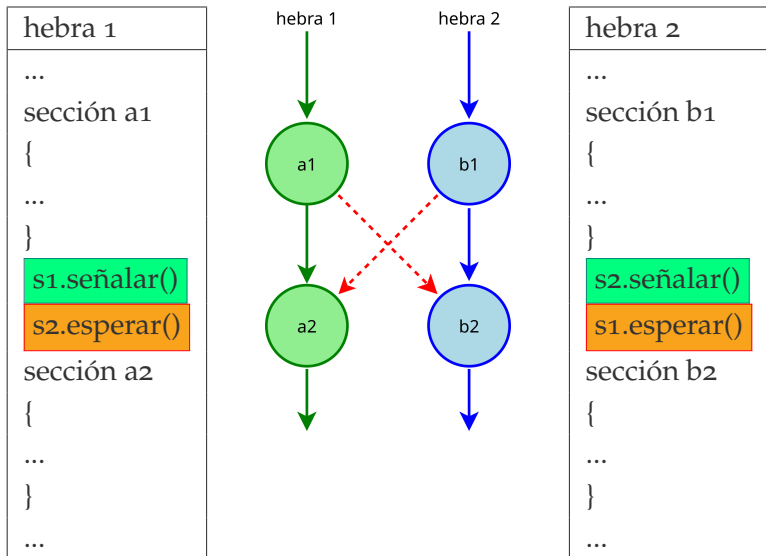 hebra 1
...
sección a1
{
...
}
s1.señalar()
s2.esperar()
sección a2
{
...
}
...
hebra 1
hebra 2
a1
b1
a2
b2
hebra 2
...
sección b1
{
...
}
s2.señalar()
s1.esperar()
sección b2
{
...
}
...